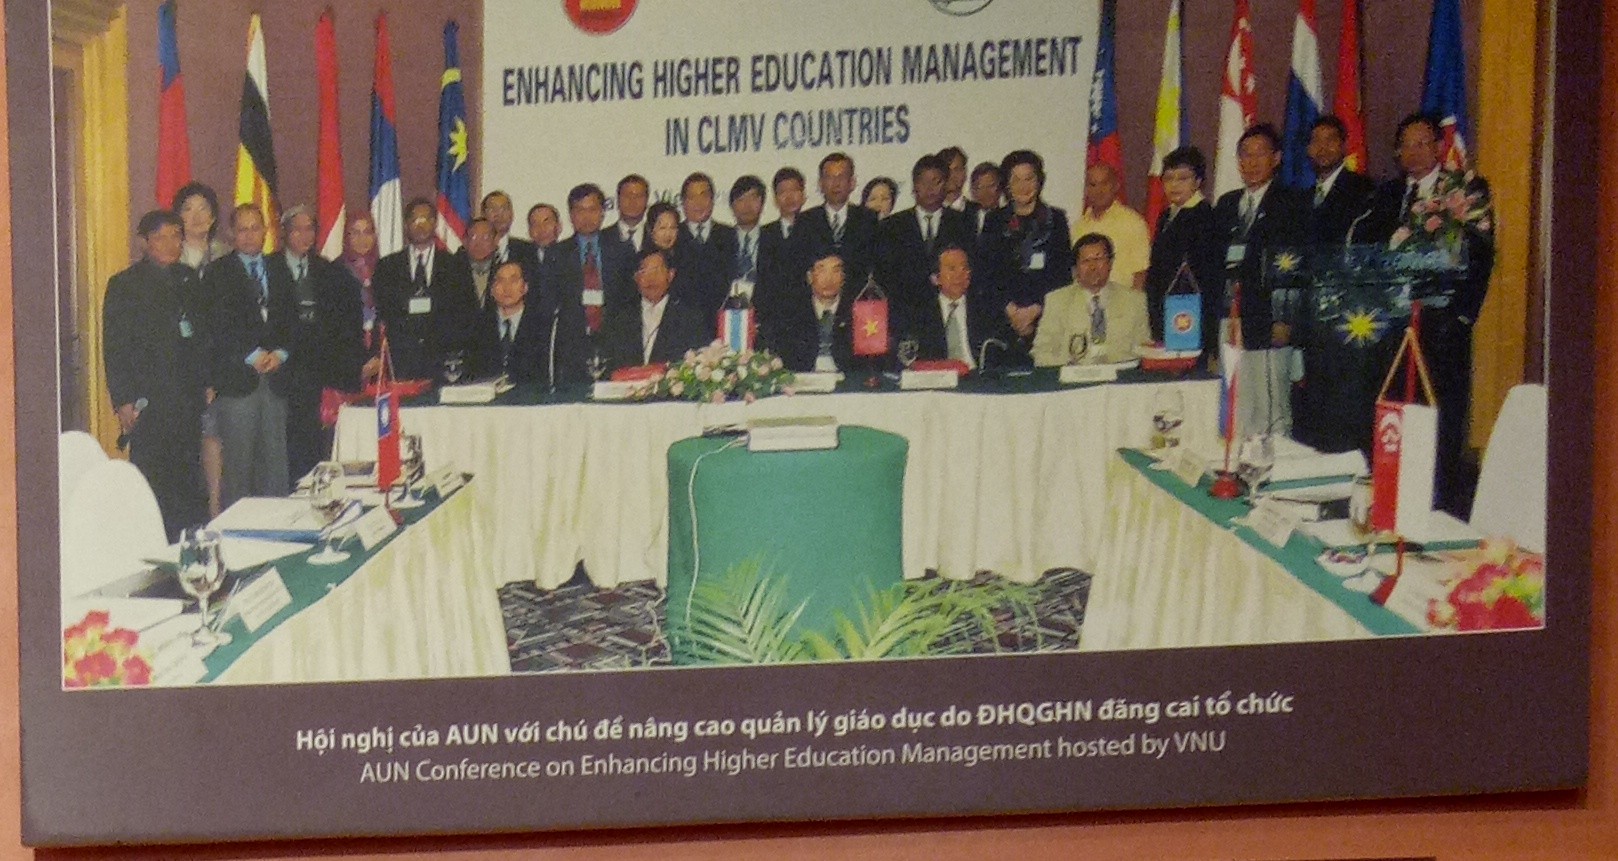 ENHANCING HIGHER EDUCATION MANAGEMENT
IN CLMV COUNTRIES
Hội nghị của AUN với chủ đề nâng cao quản lý giáo dục do ĐHQGHN đăng cai tổ chức
AUN Conference on Enhancing Higher Education Management hosted by VNU